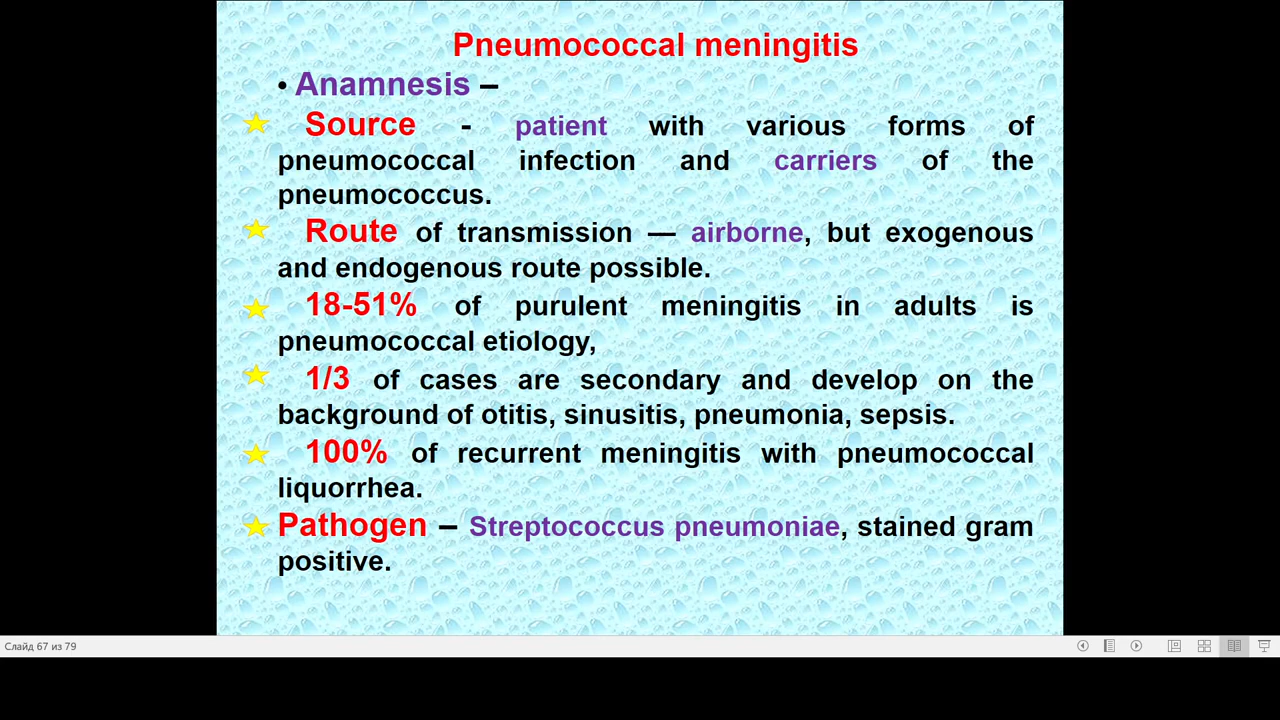 Pneumococcal meningitis
• Anamnesis –
Source - patient with various forms of
pneumococcal infection and carriers of the
pneumococcus.
Route of transmission — airborne, but exogenous
and endogenous route possible.
18-51% of purulent meningitis in adults is
pneumococcal etiology,
1/3 of cases are secondary and develop on the
background of otitis, sinusitis, pneumonia, sepsis.
100% of recurrent meningitis with pneumococcal
liquorrhea.
Pathogen – Streptococcus pneumoniae, stained gram
positive.
Слайд 67 из 79